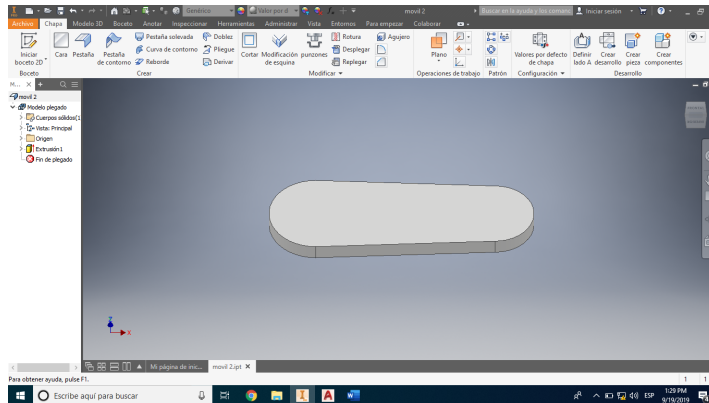 Genérico
Valor por d
movil 2
Buscar en la ayuda y los coman
Iniciar sesión
Archivo Chapa Modelo 3D Boceto Anotar Inspeccionar Herramientas Administrar Vista Entornos Para empezar Colaborar
Iniciar boceto 2D
Cara
Pestaña
Pestaña de contorno
Pestaña solevada
Curva de contorno
Reborde
Doblez
Pliegue
Derivar
Cortar
Modificación de esquina
punzones
Rotura
Desplegar
Replegar
Agujero
Plano
Valores por defecto de chapa
Definir lado A
Crear desarrollo
Crear pieza
Crear componentes
Boceto
Crear
Modificar
Operaciones de trabajo
Patrón
Configuración
Desarrollo
M...
movil 2
Modelo plegado
Cuerpos sólidos(1
Vista: Principal
Origen
Extrusión1
Fin de plegado
Z
X
Mi página de inic...
movil 2.ipt
Para obtener ayuda, pulse F1.
1 1
Escribe aquí para buscar
ESP
1:29 PM
9/19/2019